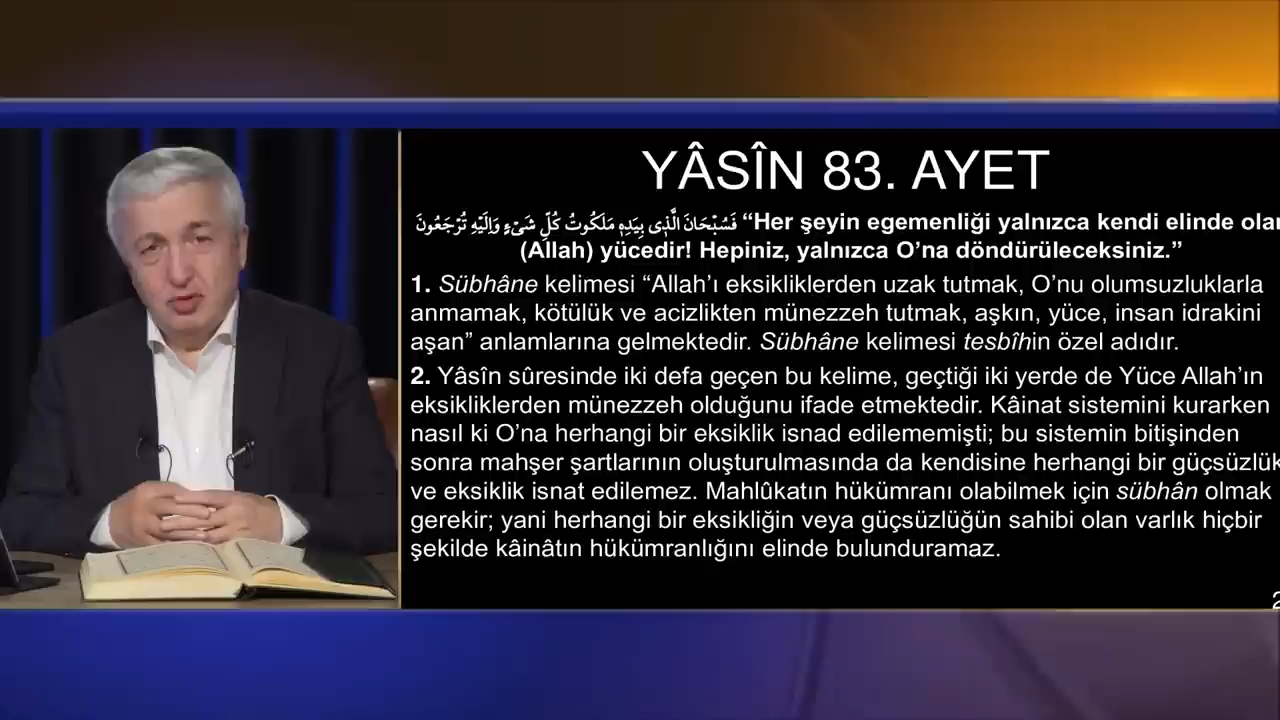 YÂSÎN 83. AYET
فَسُبْحَانَ الَّذ۪ي بِيَدِه۪ مَلَكُوتُ كُلِّ شَيْءٍ وَاِلَيْهِ تُرْجَعُونَ “Her şeyin egemenliği yalnızca kendi elinde olan
(Allah) yücedir! Hepiniz, yalnızca O’na döndürüleceksiniz.”
1. Sübhâne kelimesi “Allah’ı eksikliklerden uzak tutmak, O’nu olumsuzluklarla
anmamak, kötülük ve acizlikten münezzeh tutmak, aşkın, yüce, insan idrakini
aşan” anlamlarına gelmektedir. Sübhâne kelimesi tesbîhin özel adıdır.
2. Yâsîn sûresinde iki defa geçen bu kelime, geçtiği iki yerde de Yüce Allah’ın
eksikliklerden münezzeh olduğunu ifade etmektedir. Kâinat sistemini kurarken
nasıl ki O’na herhangi bir eksiklik isnad edilememişti; bu sistemin bitişinden
sonra mahşer şartlarının oluşturulmasında da kendisine herhangi bir güçsüzlük
ve eksiklik isnat edilemez. Mahlûkatın hükümranı olabilmek için sübhân olmak
gerekir; yani herhangi bir eksikliğin veya güçsüzlüğün sahibi olan varlık hiçbir
şekilde kâinâtın hükümranlığını elinde bulunduramaz.